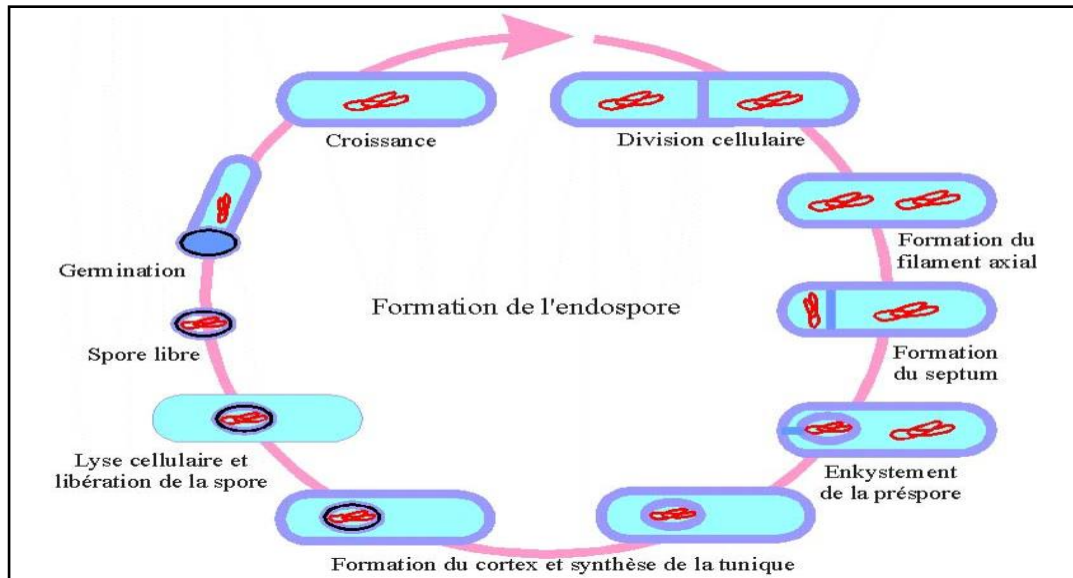 Croissance
Division cellulaire
Formation du
filament axial
Germination
Formation de l'endospore
Spore libre
Formation
du septum
Lyse cellulaire et
libération de la spore
Enkystement
de la préspore
Formation du cortex et synthèse de la tunique